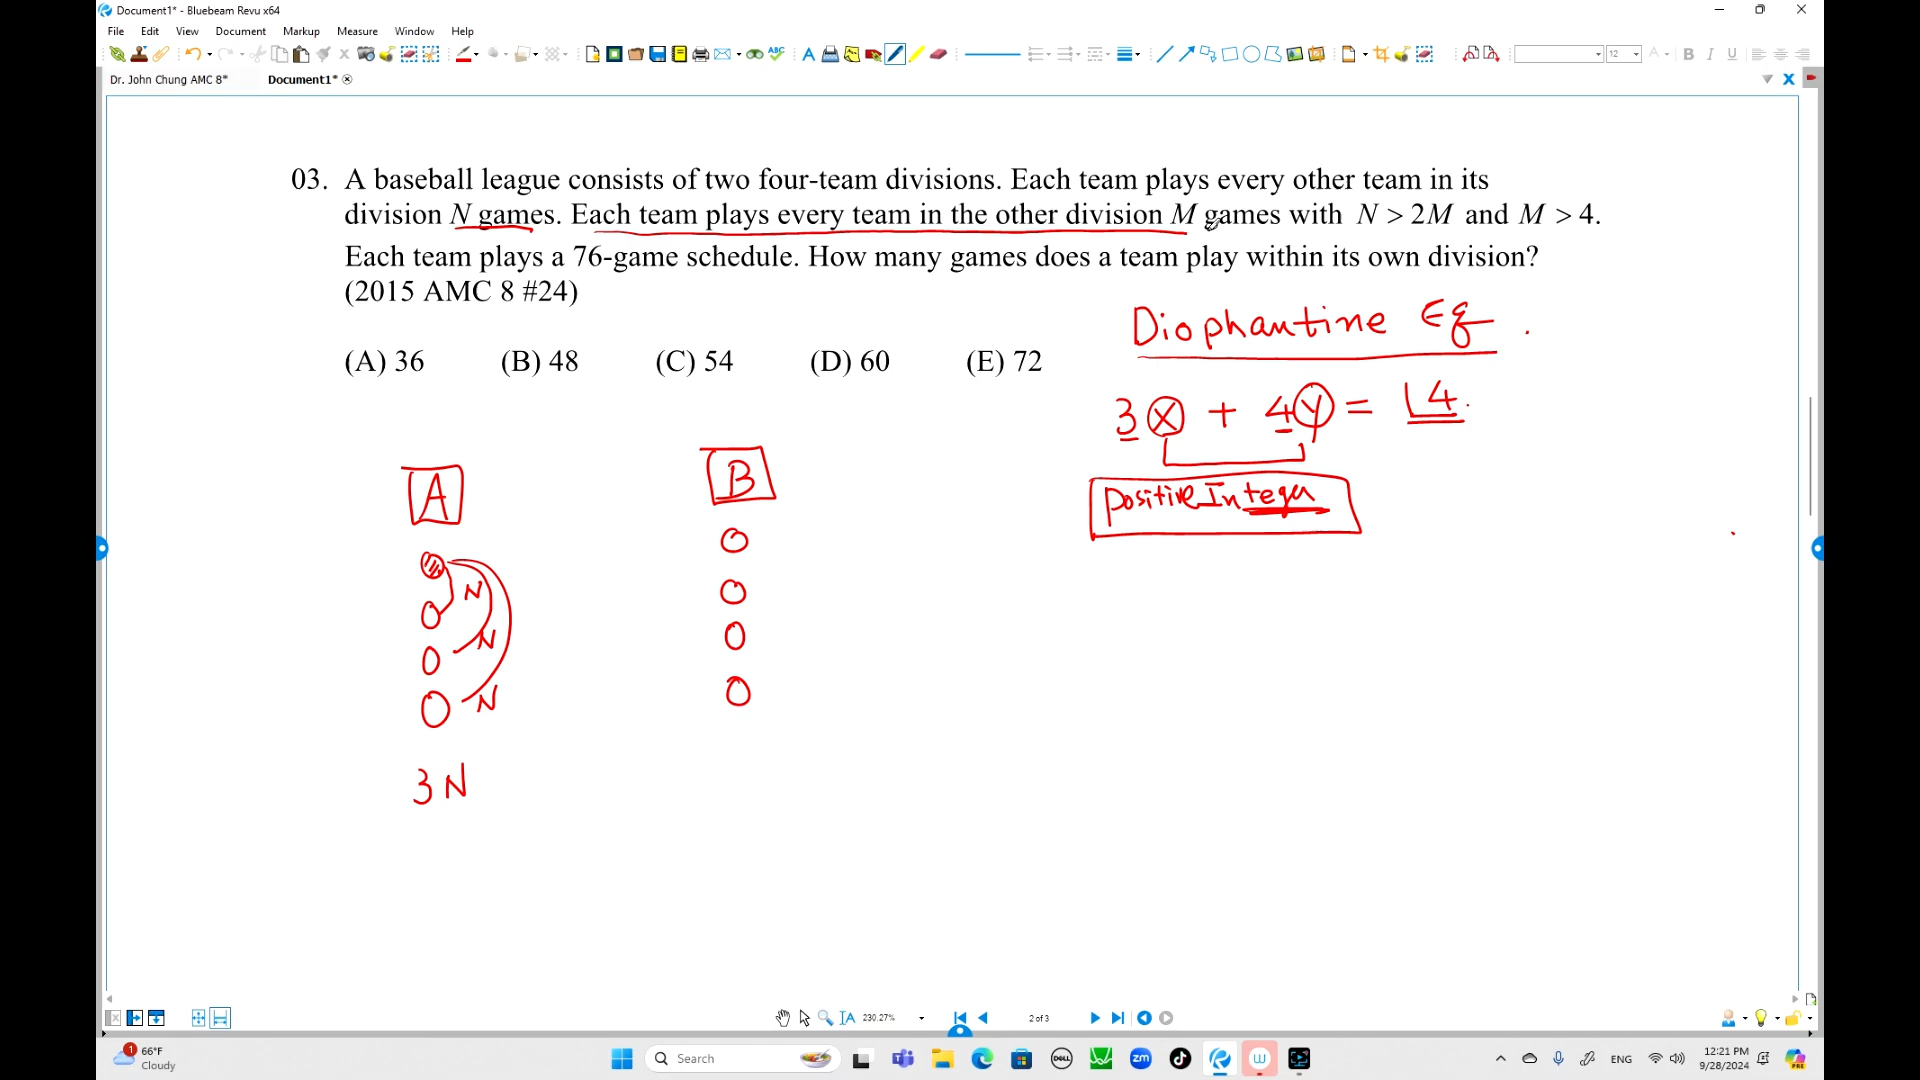 Document1* - Bluebeam Revu x64
File Edit View Document Markup Measure Window Help
12
Dr. John Chung AMC 8* Document1*
03. A baseball league consists of two four-team divisions. Each team plays every other team in its
division N games. Each team plays every team in the other division M games with N > 2M and M > 4.
Each team plays a 76-game schedule. How many games does a team play within its own division?
(2015 AMC 8 #24)
Diophantine Eq.
(A) 36 (B) 48 (C) 54 (D) 60 (E) 72
3x + 4y = 14.
A B
Positive Integer
N
N
N
3N
230.27% 2 of 3
1 66°F
Cloudy
Search
ENG
12:21 PM
9/28/2024